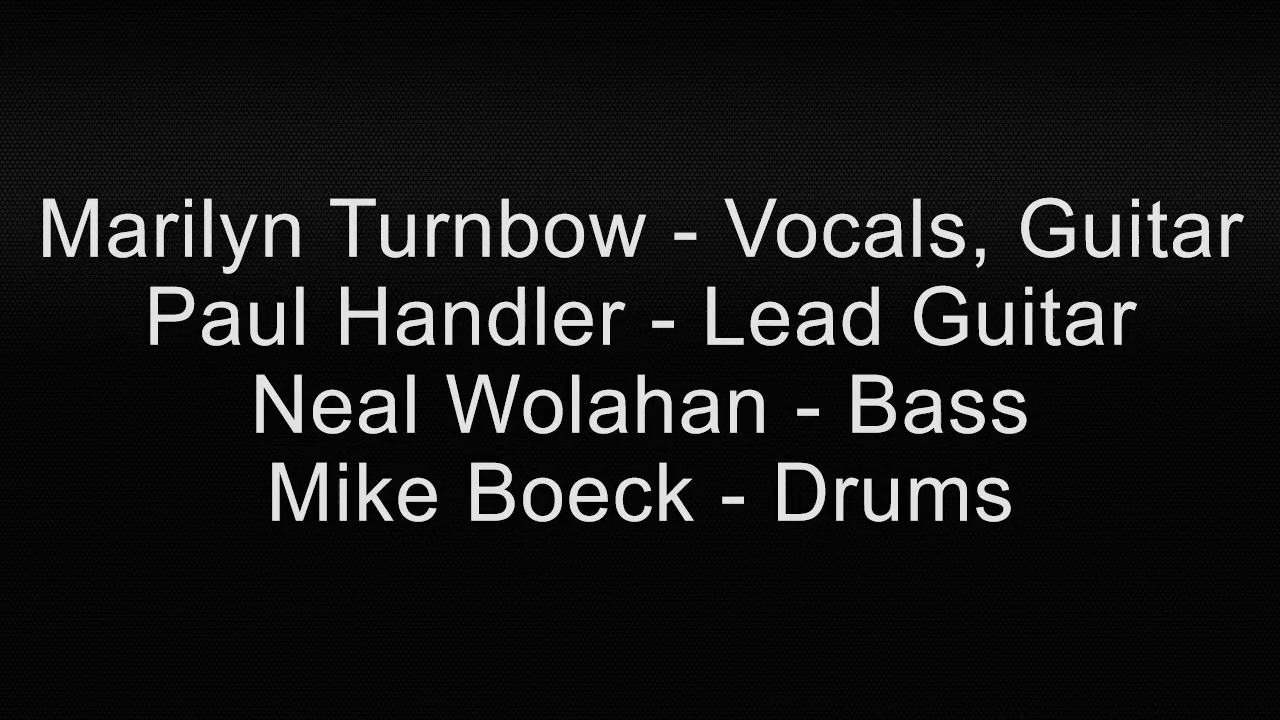 Marilyn Turnbow - Vocals, Guitar
Paul Handler - Lead Guitar
Neal Wolahan - Bass
Mike Boeck - Drums